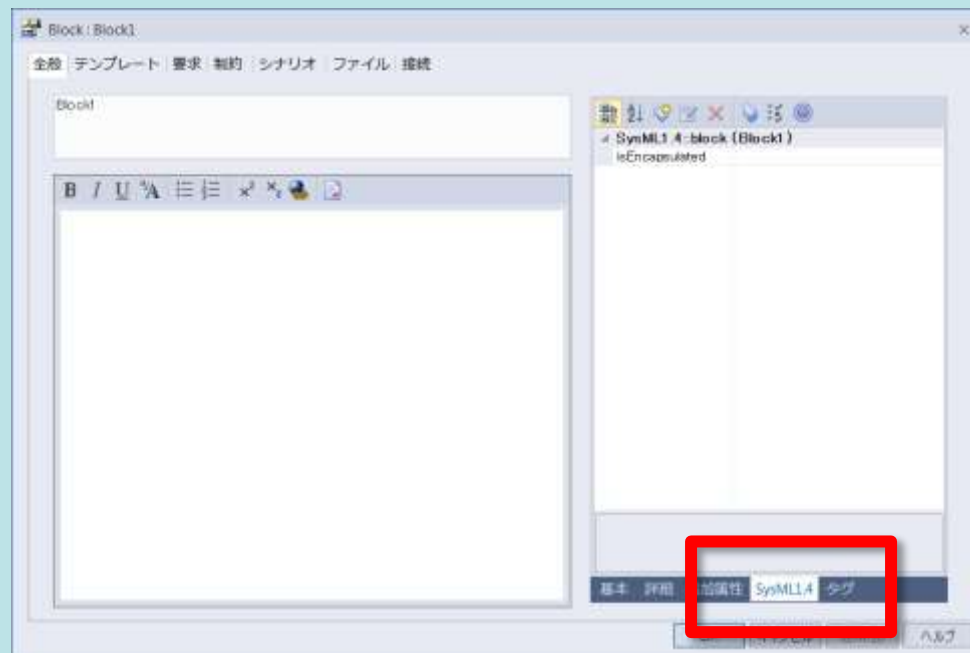 Block : Block1
全般 テンプレート 要求 制約 シナリオ ファイル 接続
Block1
SysML1.4::block (Block1)
isEncapsulated
B I U A
基本 詳細 加属性 SysML1.4 タグ
ヘルプ